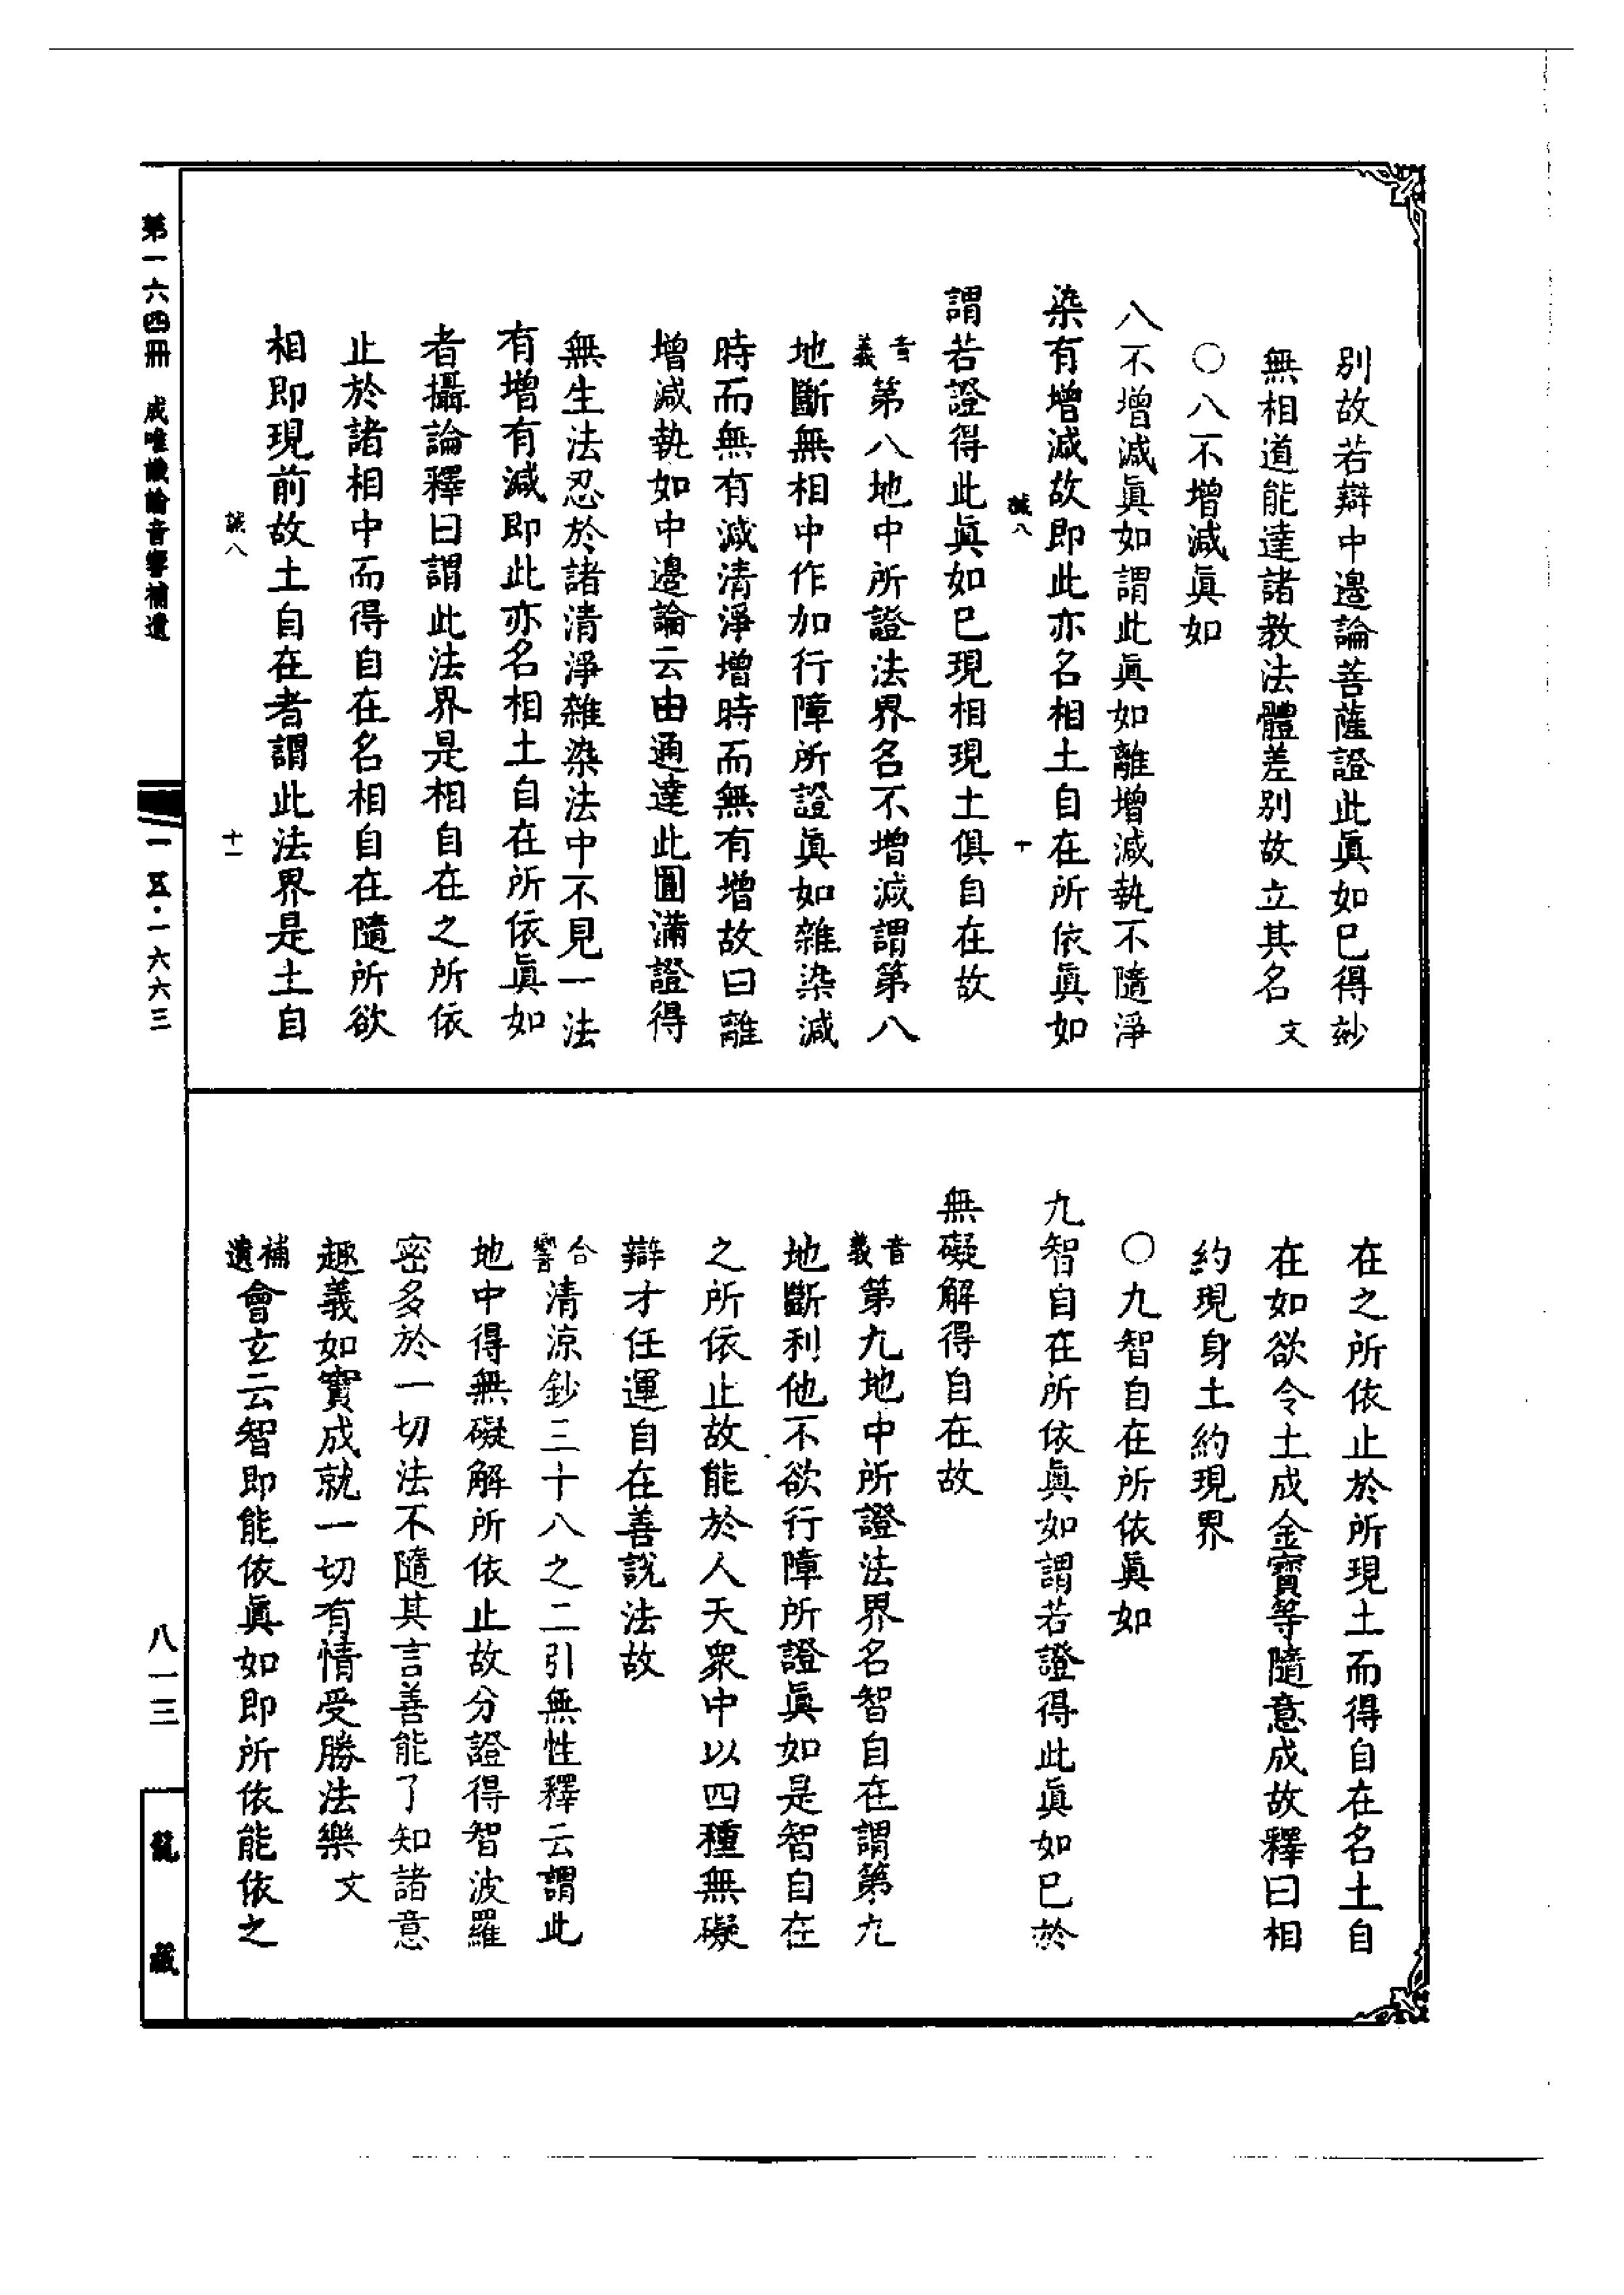 別故若辯中邊論菩薩證此眞如已得妙
無相道能達諸教法體差別故立其名文
○八不增減眞如
八不增減眞如謂此眞如離增減執不隨淨
染有增減故即此亦名相土自在所依眞如
八 十
謂若證得此眞如已現相現土俱自在故
音義第八地中所證法界名不增減謂第八
地斷無相中作加行障所證眞如雜染減
時而無有減清淨增時而無有增故曰離
增減執如中邊論云由通達此圓滿證得
無生法忍於諸清淨雜染法中不見一法
有增有減即此亦名相土自在所依眞如
者攝論釋曰謂此法界是相自在之所依
止於諸相中而得自在名相自在隨所欲
相即現前故土自在者謂此法界是土自
八 十一
第一六四冊 成唯識論音響補遺 一五·一六六三
在之所依止於所現土而得自在名土自
在如欲令土成金寶等隨意成故釋曰相
約現身土約現界
○九智自在所依眞如
九智自在所依眞如謂若證得此眞如已於
無礙解得自在故
音義第九地中所證法界名智自在謂第九
地斷利他不欲行障所證眞如是智自在
之所依止故能於人天衆中以四種無礙
辯才任運自在善說法故
合響清涼鈔三十八之二引無性釋云謂此
地中得無礙解所依止故分證得智波羅
密多於一切法不隨其言善能了知諸意
趣義如實成就一切有情受勝法樂文
補遺會玄云智即能依眞如即所依能依之
八一三
龍藏